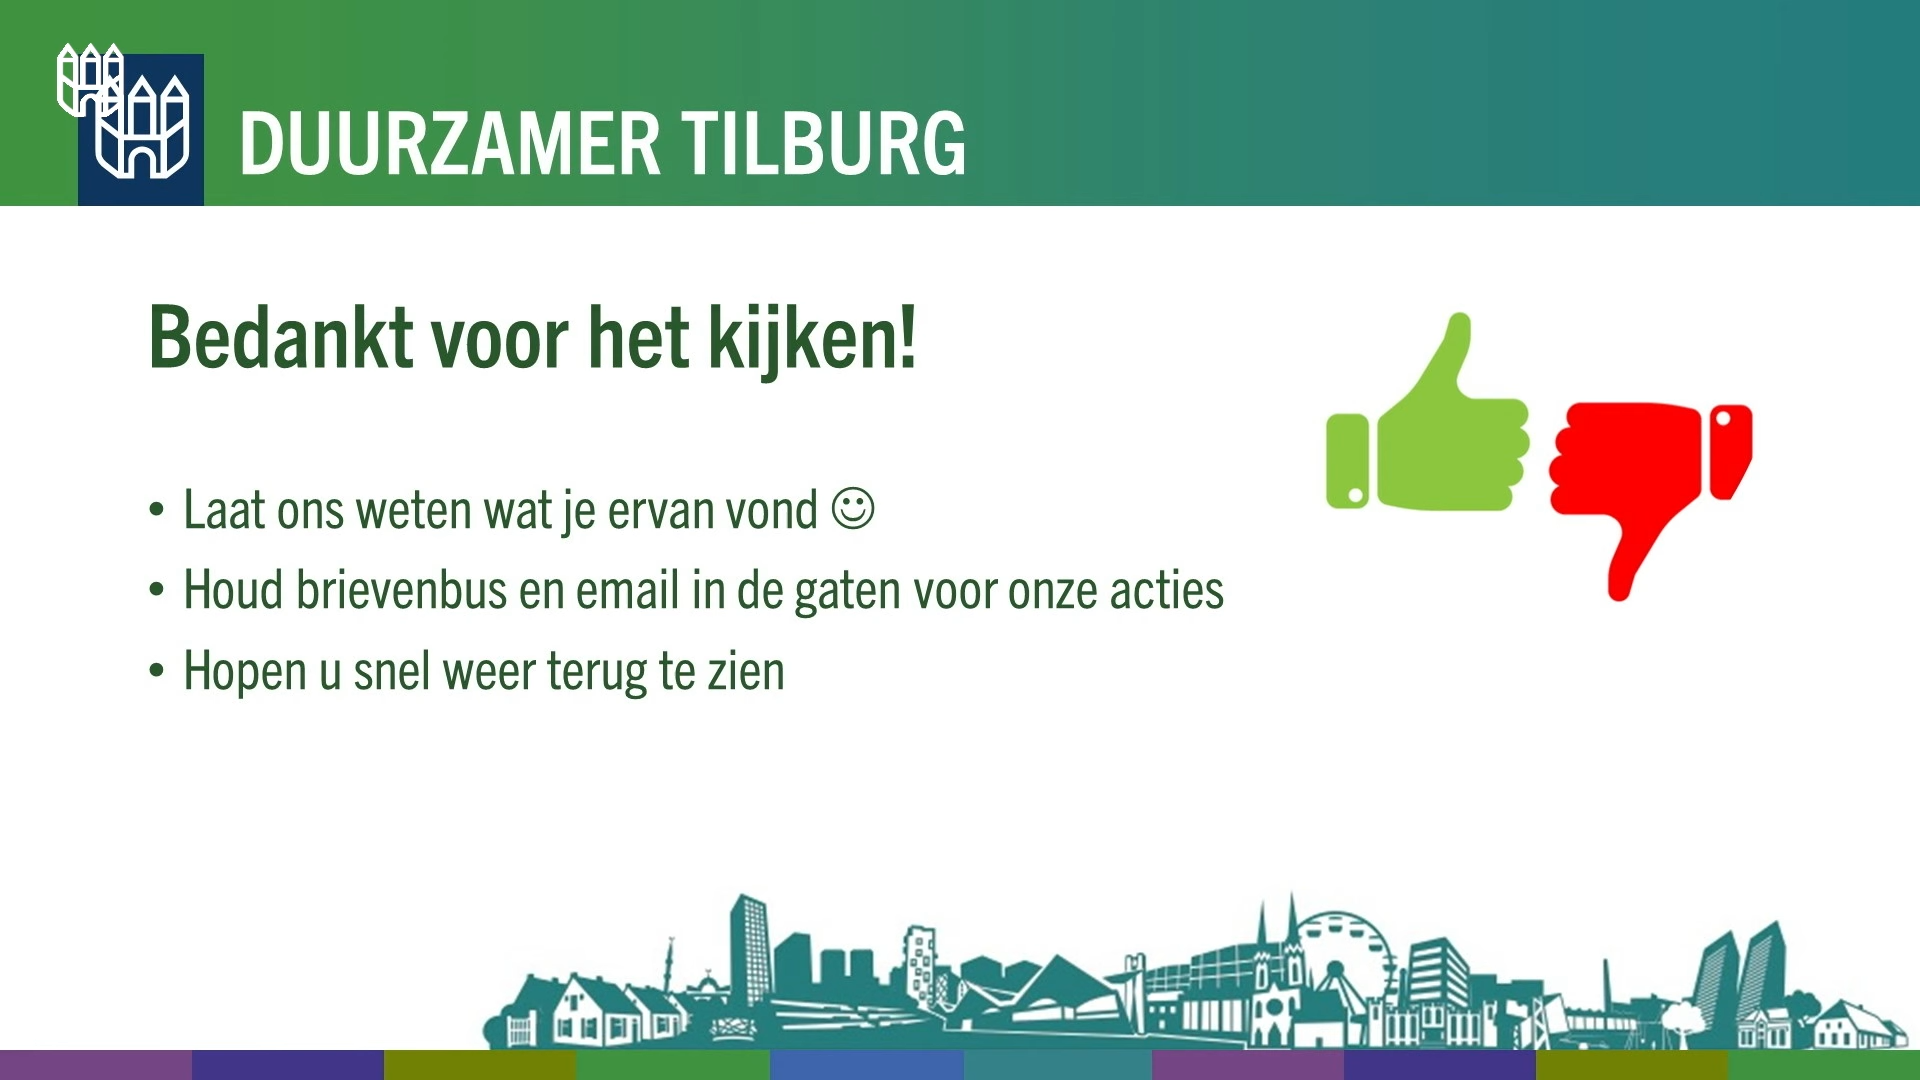 DUURZAMER TILBURG
Bedankt voor het kijken!
• Laat ons weten wat je ervan vond ☺
• Houd brievenbus en email in de gaten voor onze acties
• Hopen u snel weer terug te zien